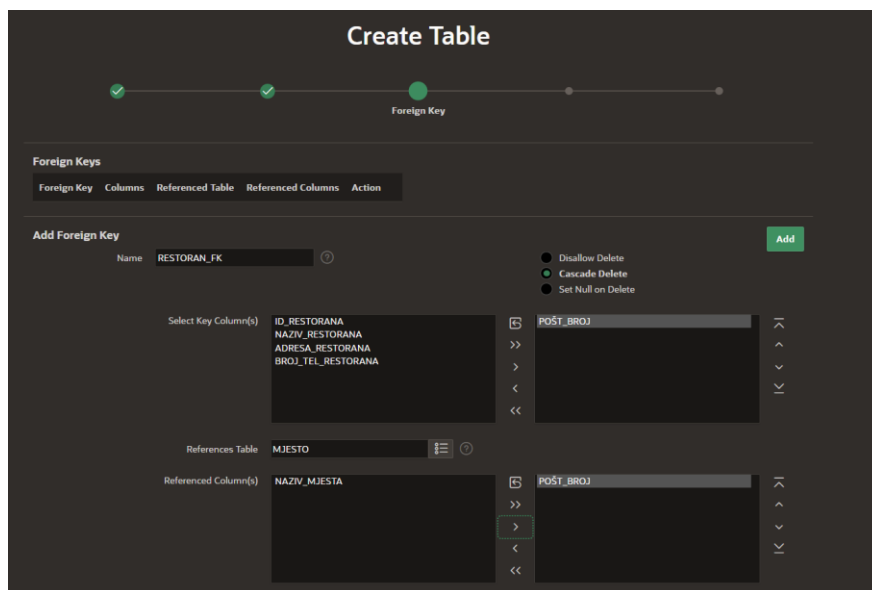 Create Table
Foreign Key
Foreign Keys
Foreign Key Columns Referenced Table Referenced Columns Action
Add Foreign Key
Add
Name RESTORAN_FK
Disallow Delete
Cascade Delete
Set Null on Delete
Select Key Column(s) ID_RESTORANA
NAZIV_RESTORANA
ADRESA_RESTORANA
BROJ_TEL_RESTORANA
POŠT_BROJ
References Table MJESTO
Referenced Column(s) NAZIV_MJESTA
POŠT_BROJ